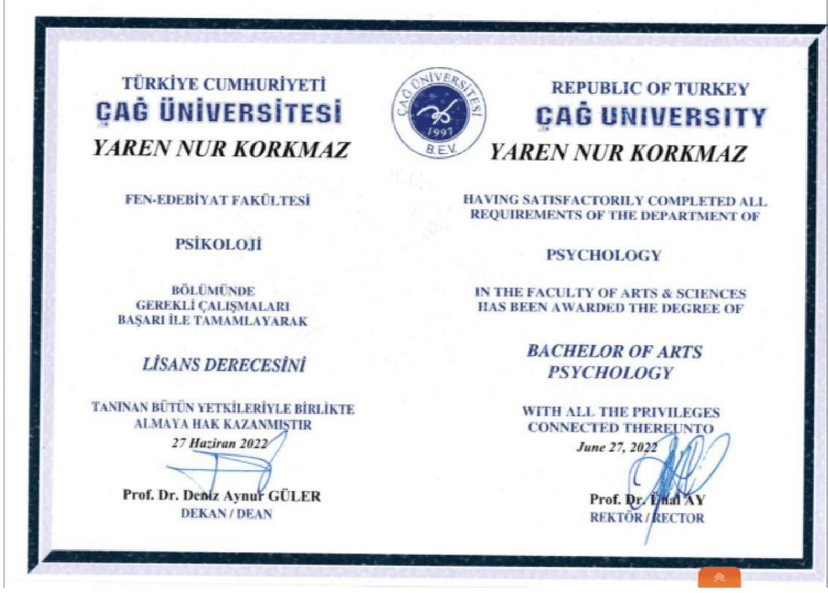 TÜRKİYE CUMHURİYETİ
ÇAĞ ÜNİVERSİTESİ
YAREN NUR KORKMAZ
FEN-EDEBİYAT FAKÜLTESİ
PSİKOLOJİ
BÖLÜMÜNDE
GEREKLİ ÇALIŞMALARI
BAŞARI İLE TAMAMLAYARAK
LİSANS DERECESİNİ
TANINAN BÜTÜN YETKİLERİYLE BİRLİKTE
ALMAYA HAK KAZANMIŞTIR
27 Haziran 2022
Prof. Dr. Deniz Aynur GÜLER
DEKAN / DEAN
ÇAĞ ÜNİVERSİTESİ
1997
B.E.V.
REPUBLIC OF TURKEY
ÇAĞ UNIVERSITY
YAREN NUR KORKMAZ
HAVING SATISFACTORILY COMPLETED ALL
REQUIREMENTS OF THE DEPARTMENT OF
PSYCHOLOGY
IN THE FACULTY OF ARTS & SCIENCES
HAS BEEN AWARDED THE DEGREE OF
BACHELOR OF ARTS
PSYCHOLOGY
WITH ALL THE PRIVILEGES
CONNECTED THEREUNTO
June 27, 2022
Prof. Dr. Ünal AY
REKTÖR / RECTOR